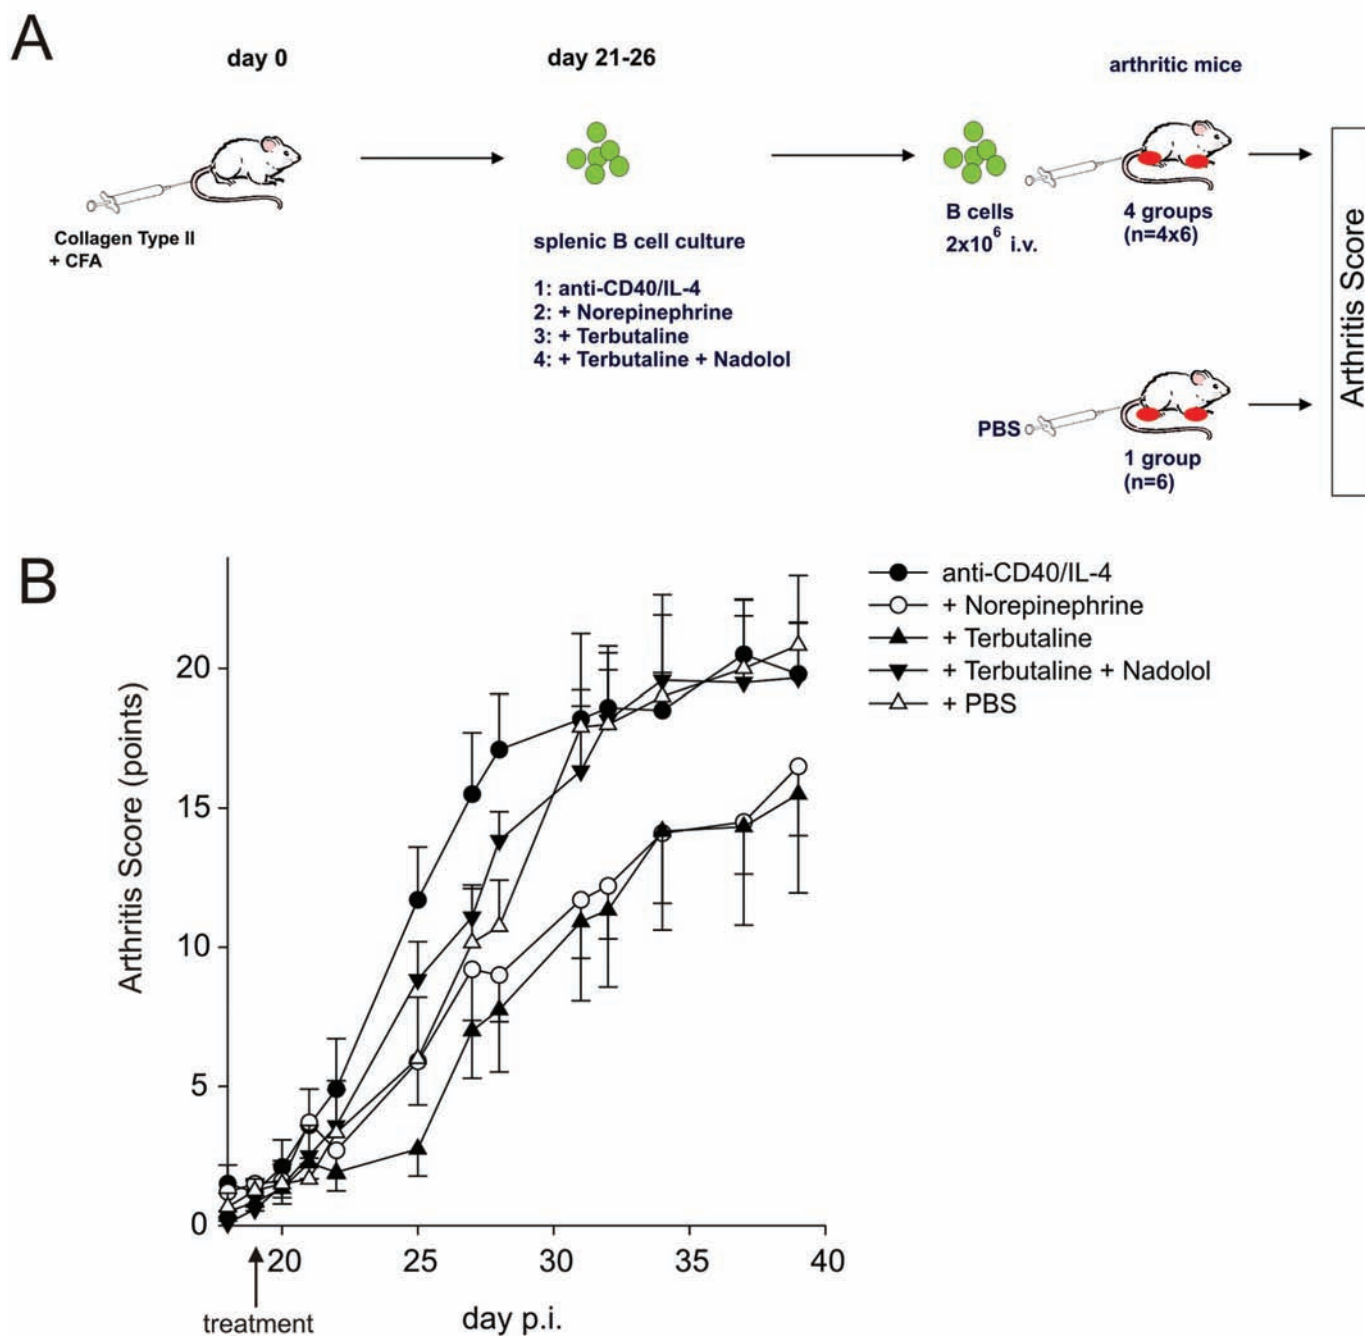 A
day 0
day 21-26
arthritic mice
Collagen Type II
+ CFA
splenic B cell culture
1: anti-CD40/IL-4
2: + Norepinephrine
3: + Terbutaline
4: + Terbutaline + Nadolol
B cells
2x10^6 i.v.
4 groups
(n=4x6)
PBS
1 group
(n=6)
Arthritis Score
B
anti-CD40/IL-4
+ Norepinephrine
+ Terbutaline
+ Terbutaline + Nadolol
+ PBS
Arthritis Score (points)
20
15
10
5
0
20
25
30
35
40
treatment
day p.i.